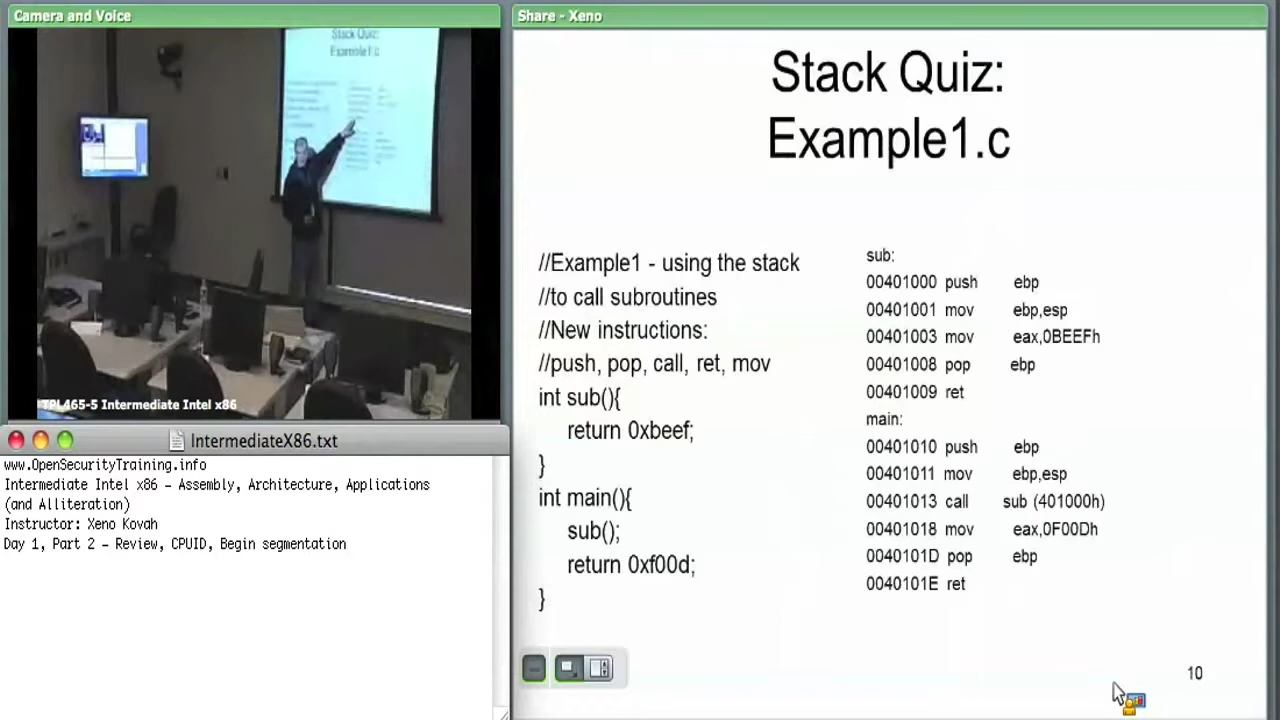 Camera and Voice
Stack Quiz:
Example1.c
*TPL465-5 Intermediate Intel x86
IntermediateX86.txt
www.OpenSecurityTraining.info
Intermediate Intel x86 – Assembly, Architecture, Applications
(and Alliteration)
Instructor: Xeno Kovah
Day 1, Part 2 – Review, CPUID, Begin segmentation
Share - Xeno
Stack Quiz:
Example1.c
//Example1 - using the stack
//to call subroutines
//New instructions:
//push, pop, call, ret, mov
int sub(){
return 0xbeef;
}
int main(){
sub();
return 0xf00d;
}
sub:
00401000 push ebp
00401001 mov ebp,esp
00401003 mov eax,0BEEFh
00401008 pop ebp
00401009 ret
main:
00401010 push ebp
00401011 mov ebp,esp
00401013 call sub (401000h)
00401018 mov eax,0F00Dh
0040101D pop ebp
0040101E ret
10